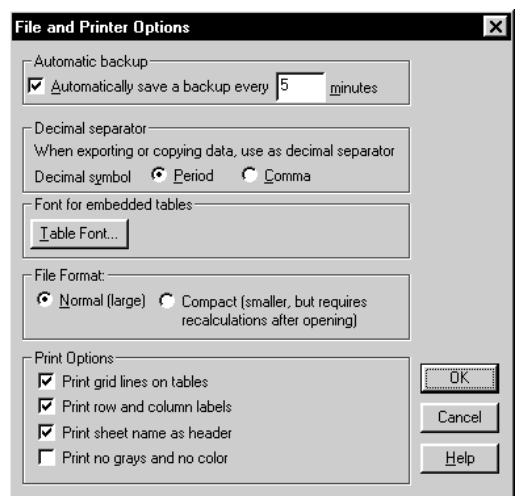 File and Printer Options
Automatic backup
Automatically save a backup every 5 minutes
Decimal separator
When exporting or copying data, use as decimal separator
Decimal symbol Period Comma
Font for embedded tables
Table Font...
File Format:
Normal (large) Compact (smaller, but requires
recalculations after opening)
Print Options
Print grid lines on tables
Print row and column labels
Print sheet name as header
Print no grays and no color
OK
Cancel
Help